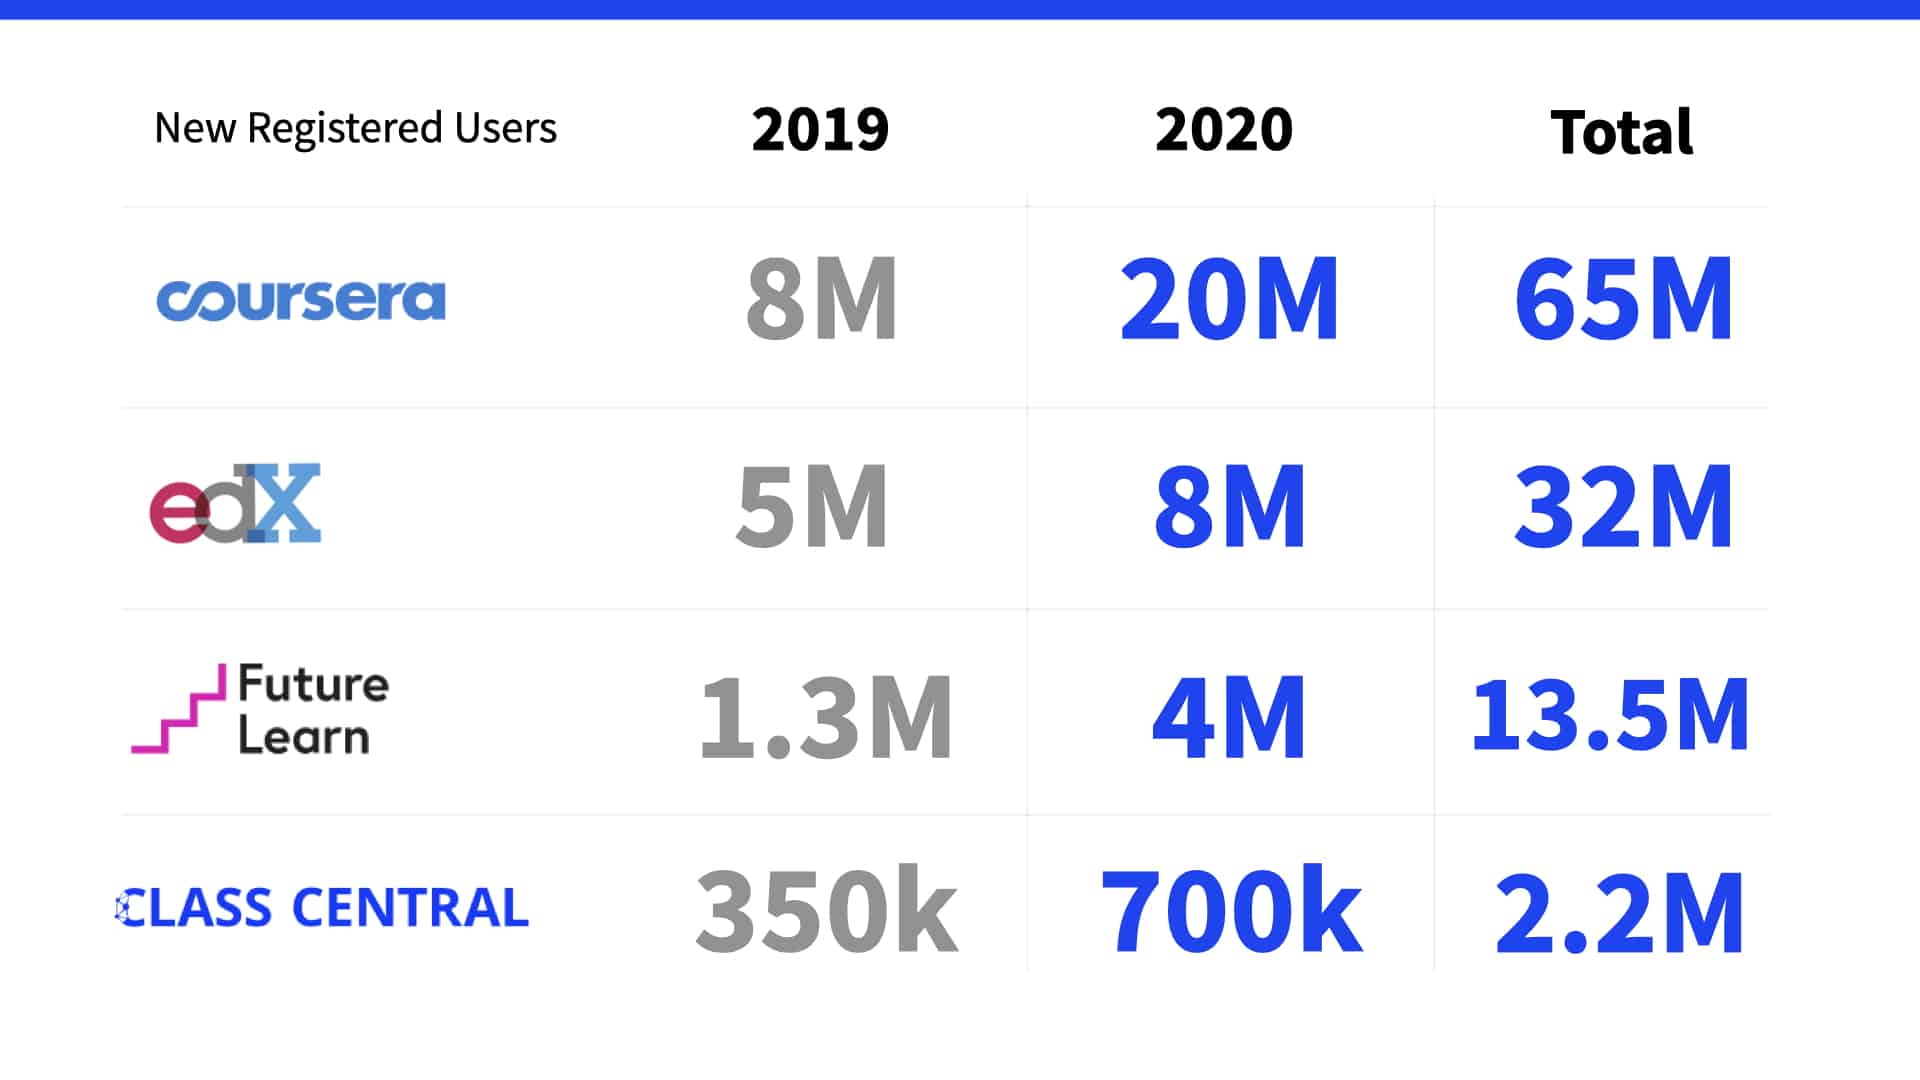 New Registered Users 2019 2020 Total
coursera 8M 20M 65M
edX 5M 8M 32M
Future
Learn 1.3M 4M 13.5M
CLASS CENTRAL 350k 700k 2.2M